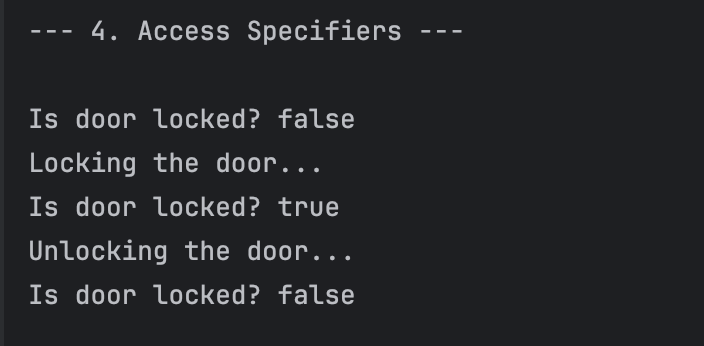 --- 4. Access Specifiers ---
Is door locked? false
Locking the door...
Is door locked? true
Unlocking the door...
Is door locked? false